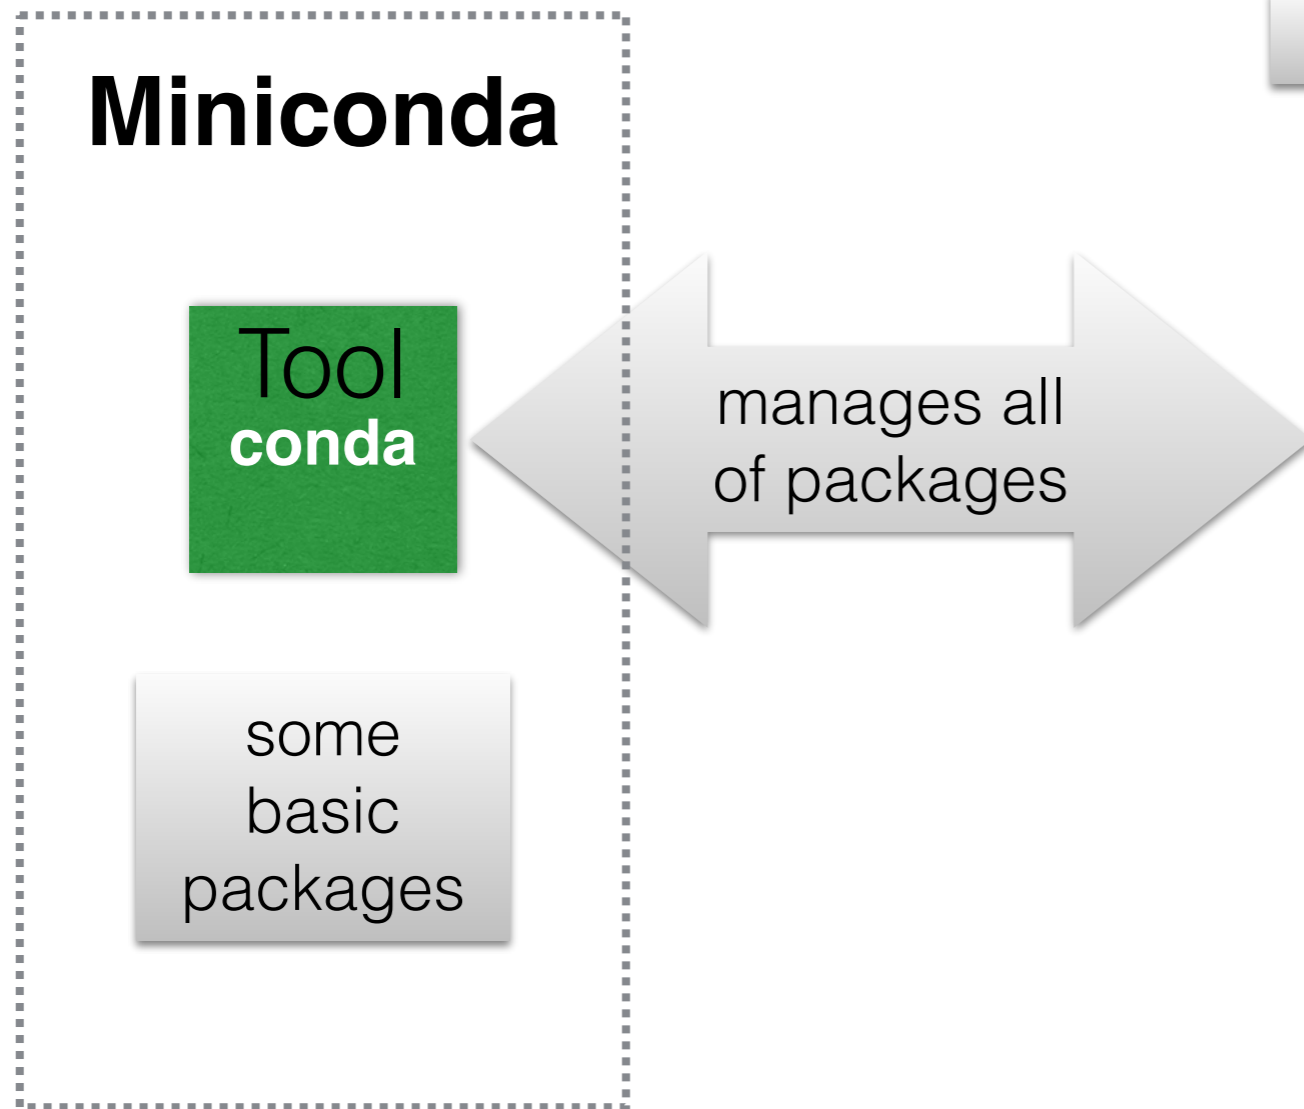 Miniconda
Tool
conda
manages all
of packages
some
basic
packages